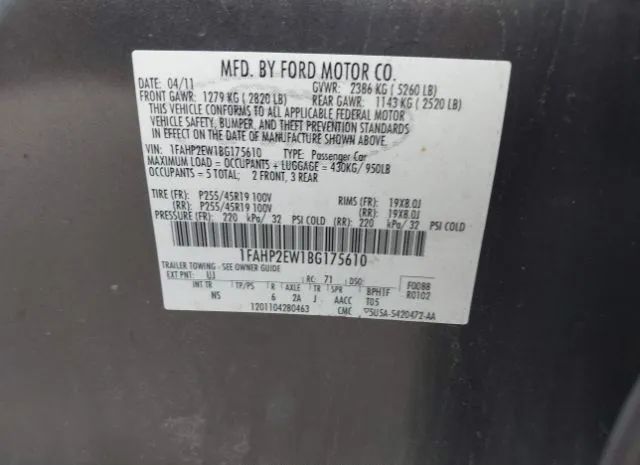 MFD. BY FORD MOTOR CO.
DATE: 04/11 GVWR: 2386 KG ( 5260 LB)
FRONT GAWR: 1279 KG ( 2820 LB) REAR GAWR: 1143 KG ( 2520 LB)
THIS VEHICLE CONFORMS TO ALL APPLICABLE FEDERAL MOTOR
VEHICLE SAFETY, BUMPER, AND THEFT PREVENTION STANDARDS
IN EFFECT ON THE DATE OF MANUFACTURE SHOWN ABOVE.
VIN: 1FAHP2EW1BG175610 TYPE: Passenger Car
MAXIMUM LOAD = OCCUPANTS + LUGGAGE = 430KG/ 950LB
OCCUPANTS = 5 TOTAL; 2 FRONT, 3 REAR
TIRE (FR): P255/45R19 100V RIMS (FR): 19X8.0J
(RR): P255/45R19 100V (RR): 19X8.0J
PRESSURE (FR): 220 kPa/ 32 PSI COLD (RR): 220 kPa/ 32 PSI COLD
1FAHP2EW1BG175610
TRAILER TOWING - SEE OWNER GUIDE
EXT PNT: UJ RC: 71 DSO: F0088
R0102
INT TR TP/PS R AXLE TR SPR BPHTF
NS 6 2A J AACC T05
1201104280463 CMC 5U5A-5420472-AA